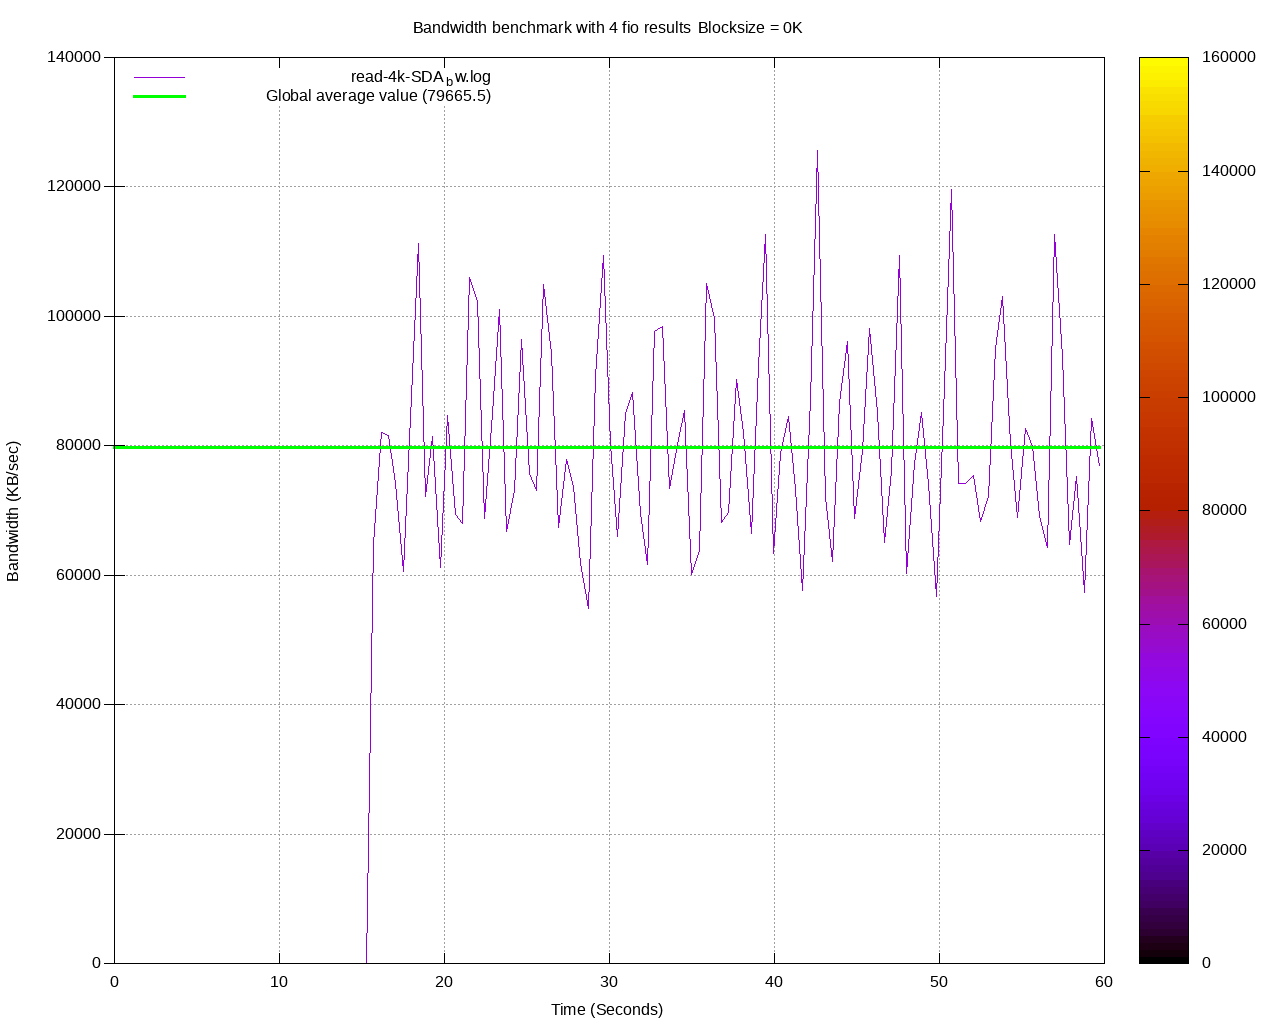 Bandwidth benchmark with 4 fio results Blocksize = 0K
read-4k-SDAbw.log
Global average value (79665.5)
Bandwidth (KB/sec)
140000
120000
100000
80000
60000
40000
20000
0
0 10 20 30 40 50 60
Time (Seconds)
160000
140000
120000
100000
80000
60000
40000
20000
0